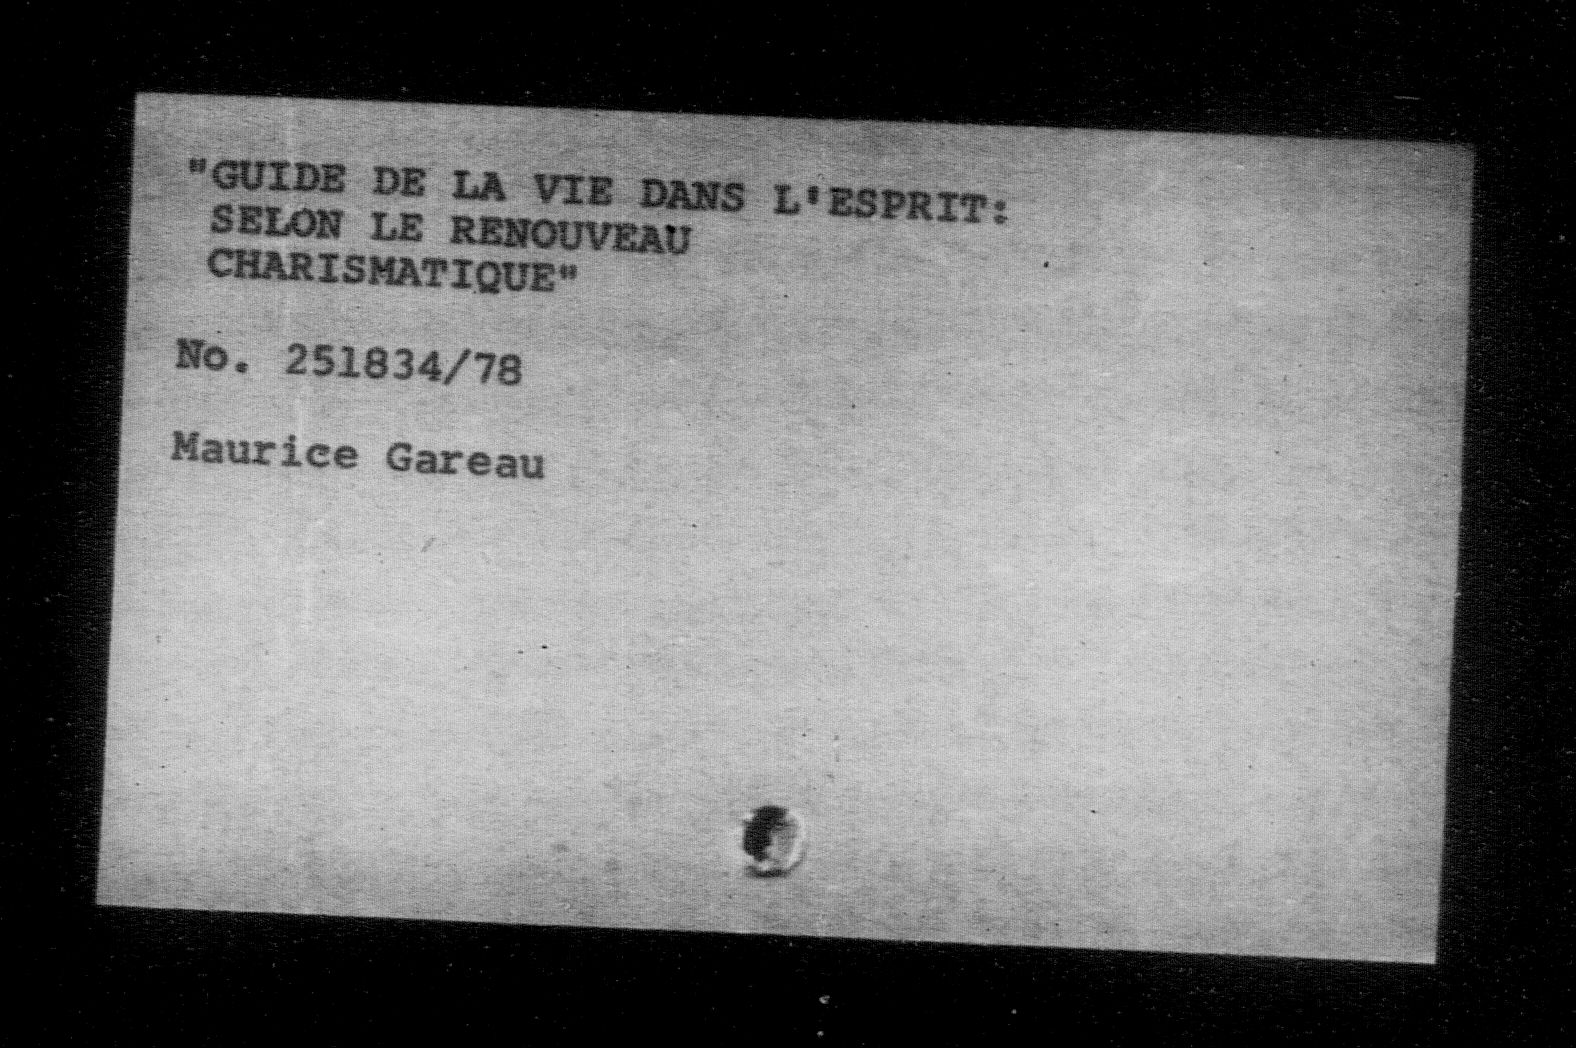 "GUIDE DE LA VIE DANS L'ESPRIT:
SELON LE RENOUVEAU
CHARISMATIQUE"
No. 251834/78
Maurice Gareau